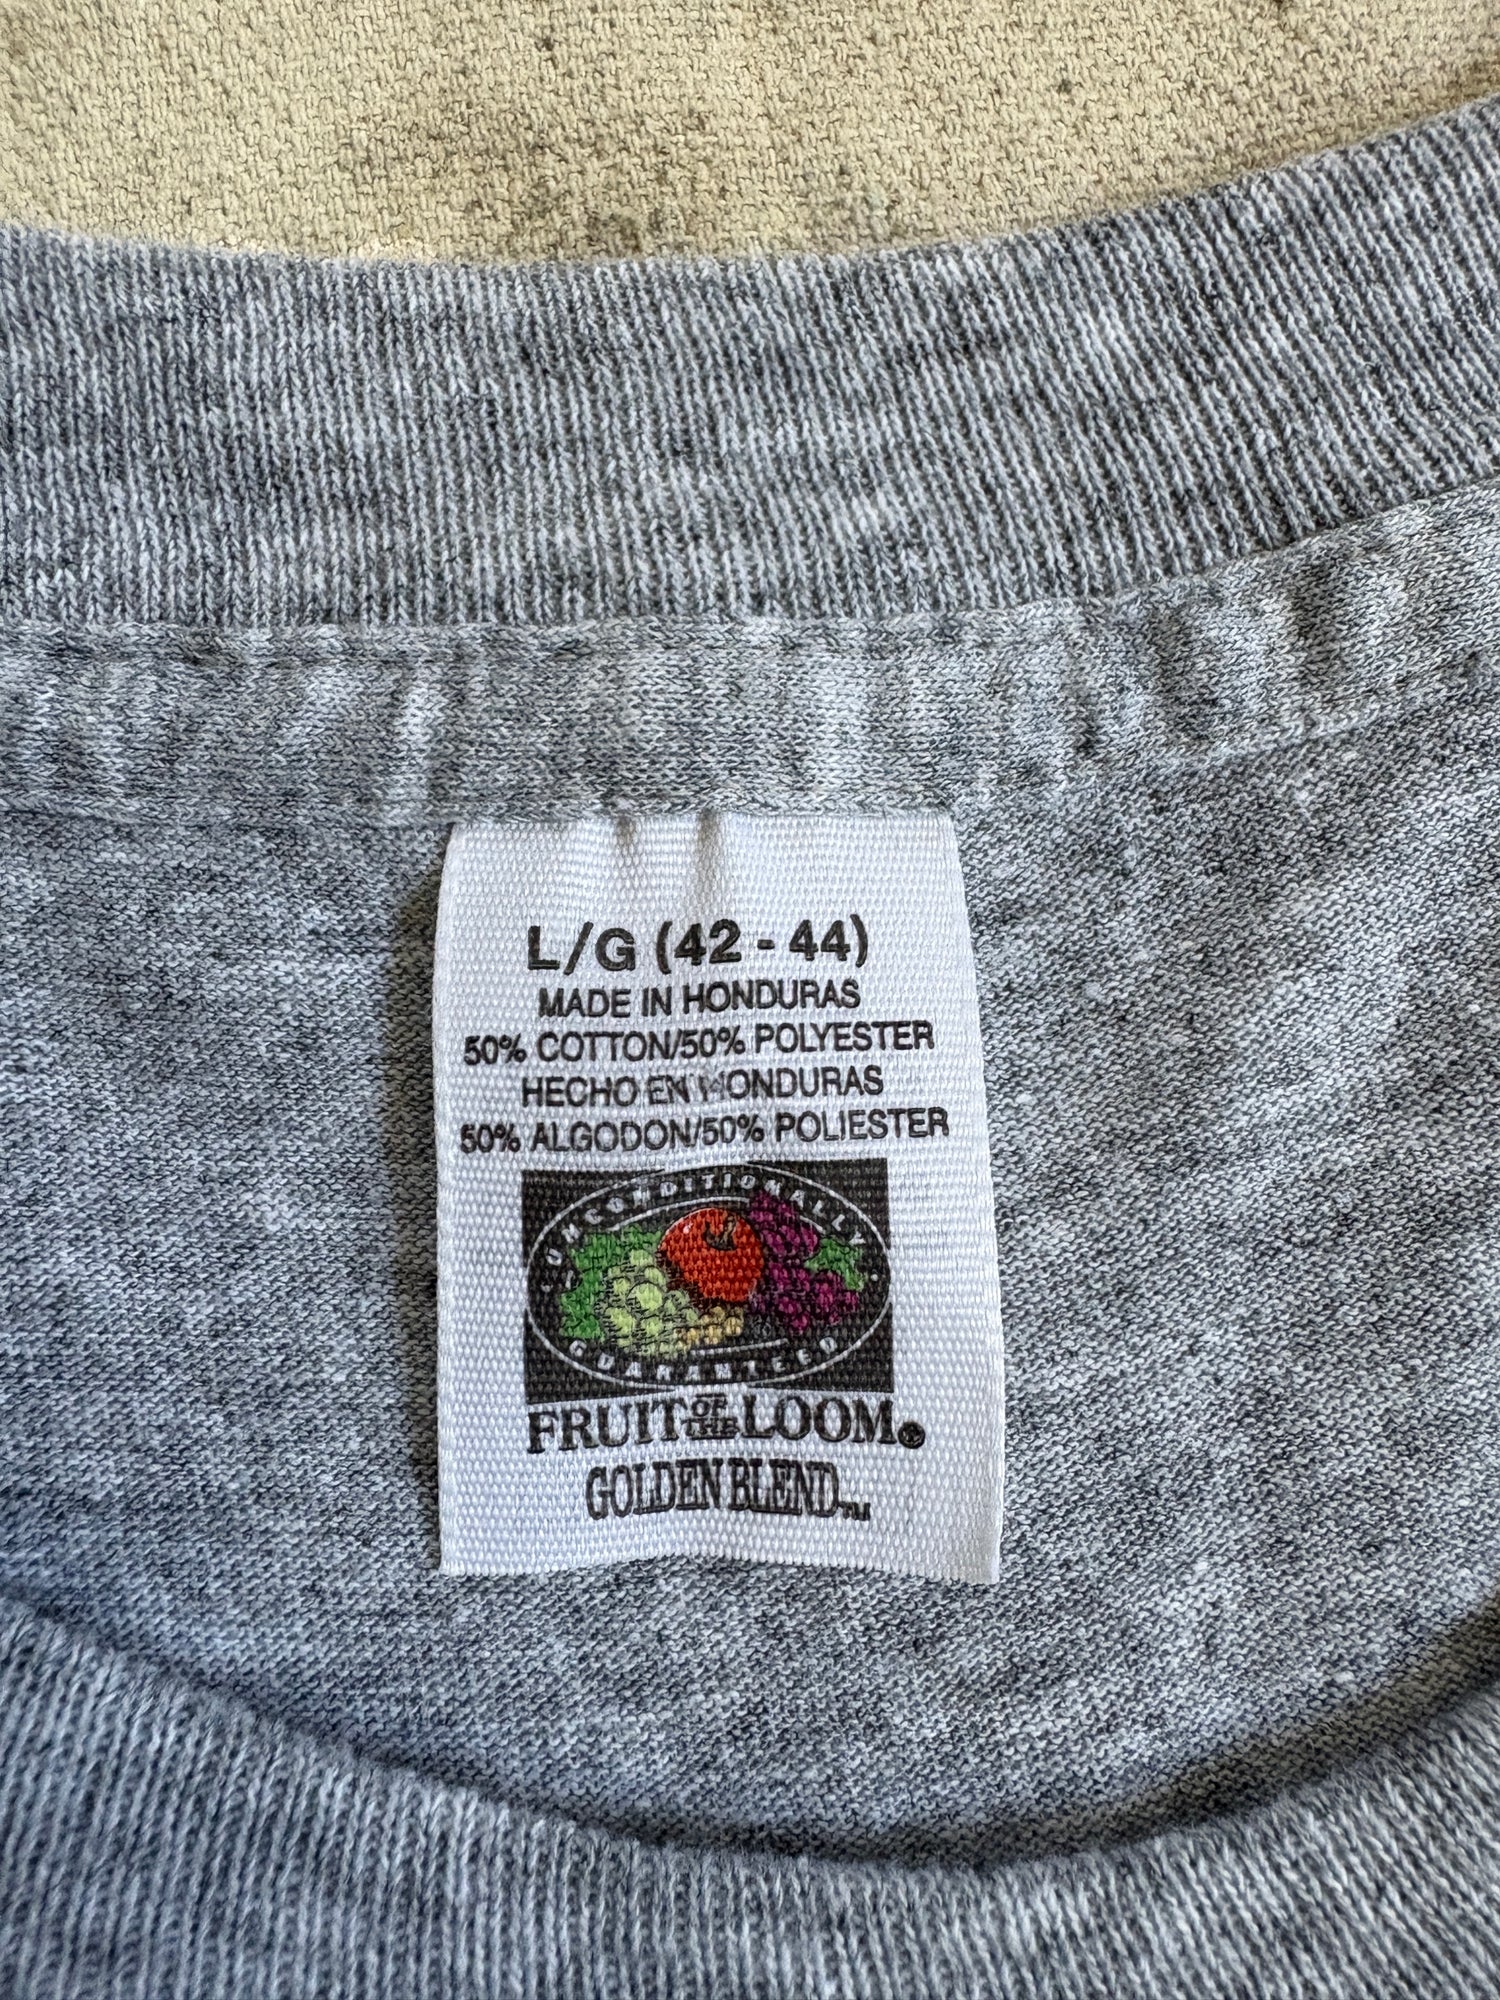 L/G (42 - 44)
MADE IN HONDURAS
50% COTTON/50% POLYESTER
HECHO EN HONDURAS
50% ALGODON/50% POLIESTER
UNCONDITIONALLY
GUARANTEED
FRUIT OF THE LOOM®
GOLDEN BLEND™